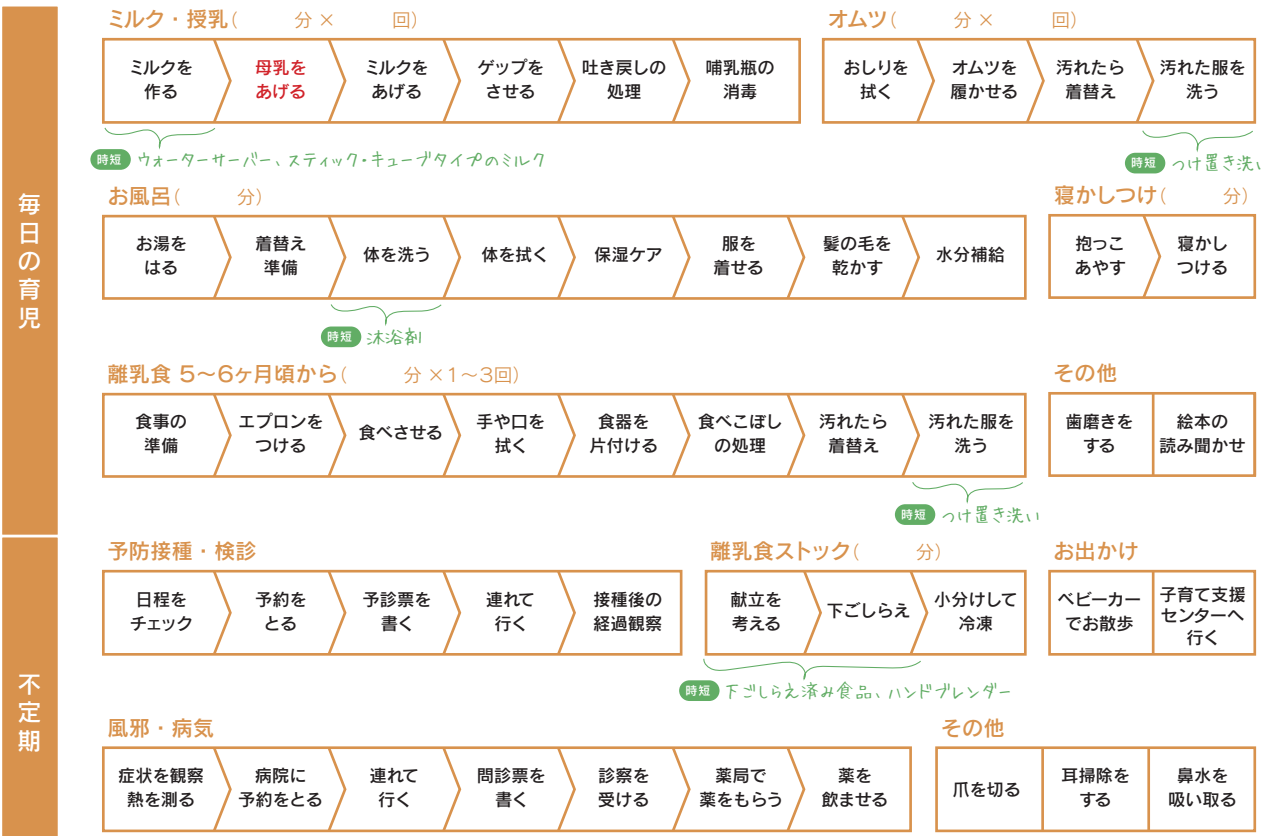 毎日の育児
ミルク・授乳(　　分×　　回)
ミルクを
作る
母乳を
あげる
ミルクを
あげる
ゲップを
させる
吐き戻しの
処理
哺乳瓶の
消毒
時短 ウォーターサーバー、スティック・キューブタイプのミルク
オムツ(　　分×　　回)
おしりを
拭く
オムツを
履かせる
汚れたら
着替え
汚れた服を
洗う
時短 つけ置き洗い
お風呂(　　分)
お湯を
はる
着替え
準備
体を洗う
体を拭く
保湿ケア
服を
着せる
髪の毛を
乾かす
水分補給
時短 沐浴剤
寝かしつけ(　　分)
抱っこ
あやす
寝かし
つける
離乳食 5〜6ヶ月頃から(　　分×1〜3回)
食事の
準備
エプロンを
つける
食べさせる
手や口を
拭く
食器を
片付ける
食べこぼし
の処理
汚れたら
着替え
汚れた服を
洗う
時短 つけ置き洗い
その他
歯磨きを
する
絵本の
読み聞かせ
不定期
予防接種・検診
日程を
チェック
予約を
とる
予診票を
書く
連れて
行く
接種後の
経過観察
離乳食ストック(　　分)
献立を
考える
下ごしらえ
小分けして
冷凍
時短 下ごしらえ済み食品、ハンドブレンダー
お出かけ
ベビーカー
でお散歩
子育て支援
センターへ
行く
風邪・病気
症状を観察
熱を測る
病院に
予約をとる
連れて
行く
問診票を
書く
診察を
受ける
薬局で
薬をもらう
薬を
飲ませる
その他
爪を切る
耳掃除を
する
鼻水を
吸い取る